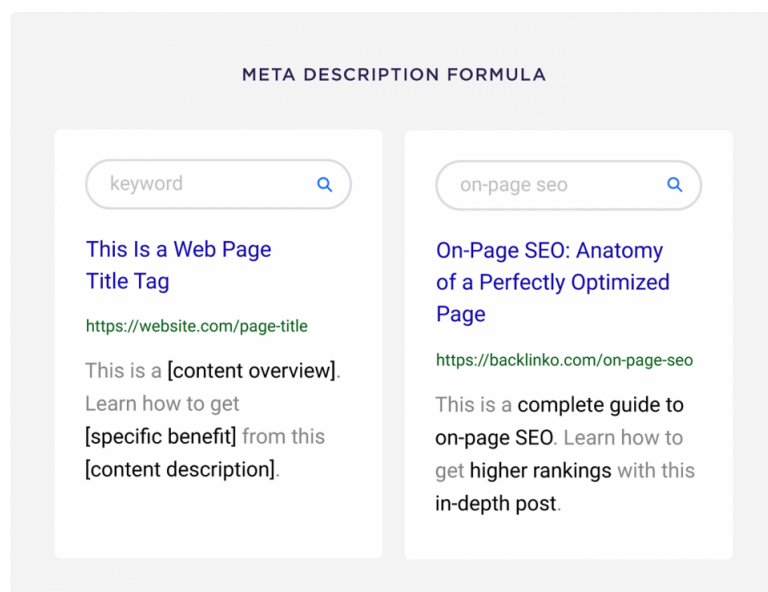 META DESCRIPTION FORMULA
keyword
This Is a Web Page
Title Tag
https://website.com/page-title
This is a [content overview].
Learn how to get
[specific benefit] from this
[content description].
on-page seo
On-Page SEO: Anatomy
of a Perfectly Optimized
Page
https://backlinko.com/on-page-seo
This is a complete guide to
on-page SEO. Learn how to
get higher rankings with this
in-depth post.